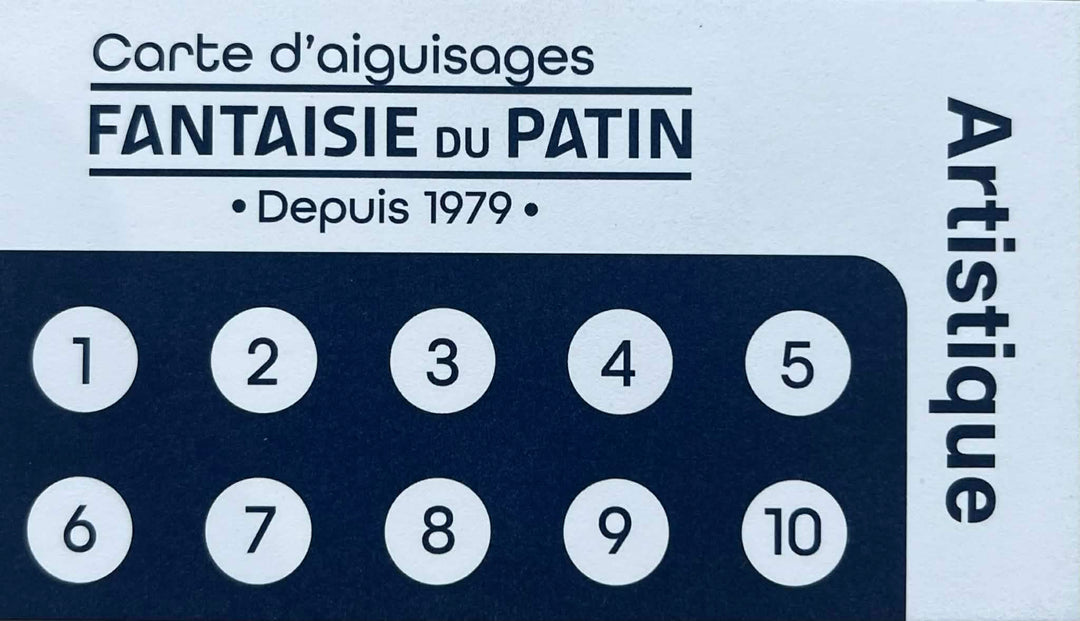 Carte d'aiguisages
FANTAISIE DU PATIN
• Depuis 1979 •
Artistique
1 2 3 4 5
6 7 8 9 10